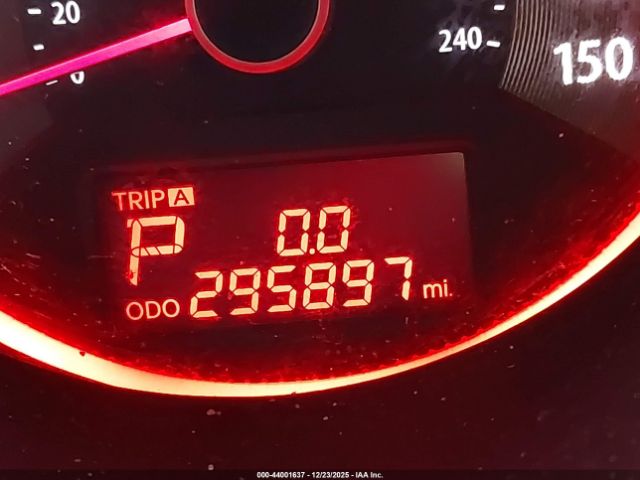 20
0
240
150
TRIP A
P 0.0
ODO 295897 mi.
000-44001637 - 12/23/2025 - IAA Inc.